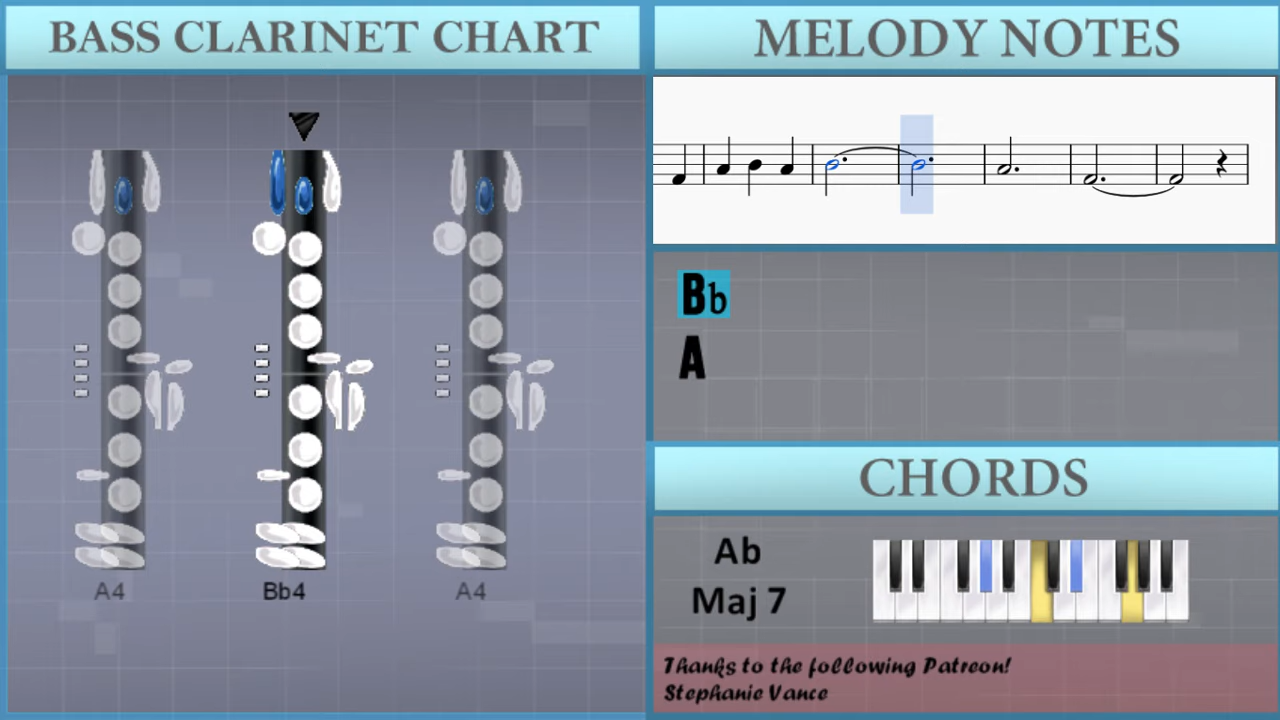 BASS CLARINET CHART
A4
Bb4
A4
MELODY NOTES
Bb
A
CHORDS
Ab
Maj 7
Thanks to the following Patreon!
Stephanie Vance